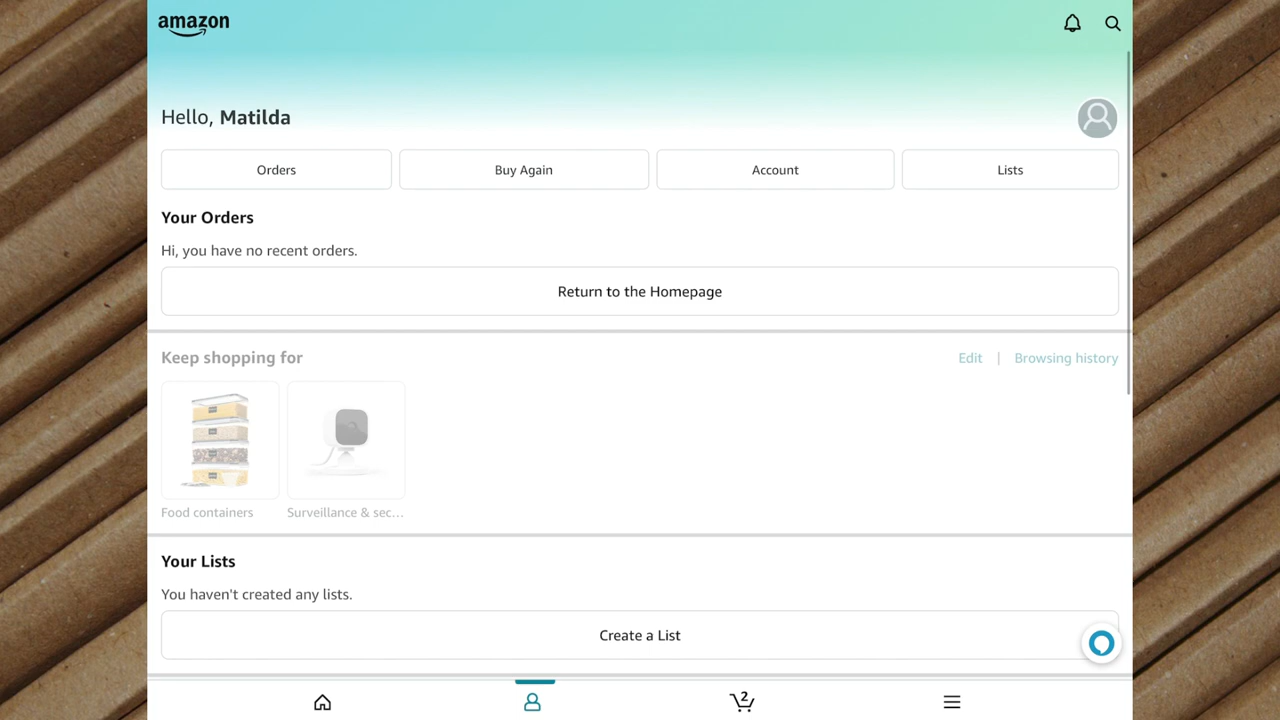 amazon
Hello, Matilda
Orders
Buy Again
Account
Lists
Your Orders
Hi, you have no recent orders.
Return to the Homepage
Keep shopping for
Edit | Browsing history
Food containers
Surveillance & sec...
Your Lists
You haven't created any lists.
Create a List
2